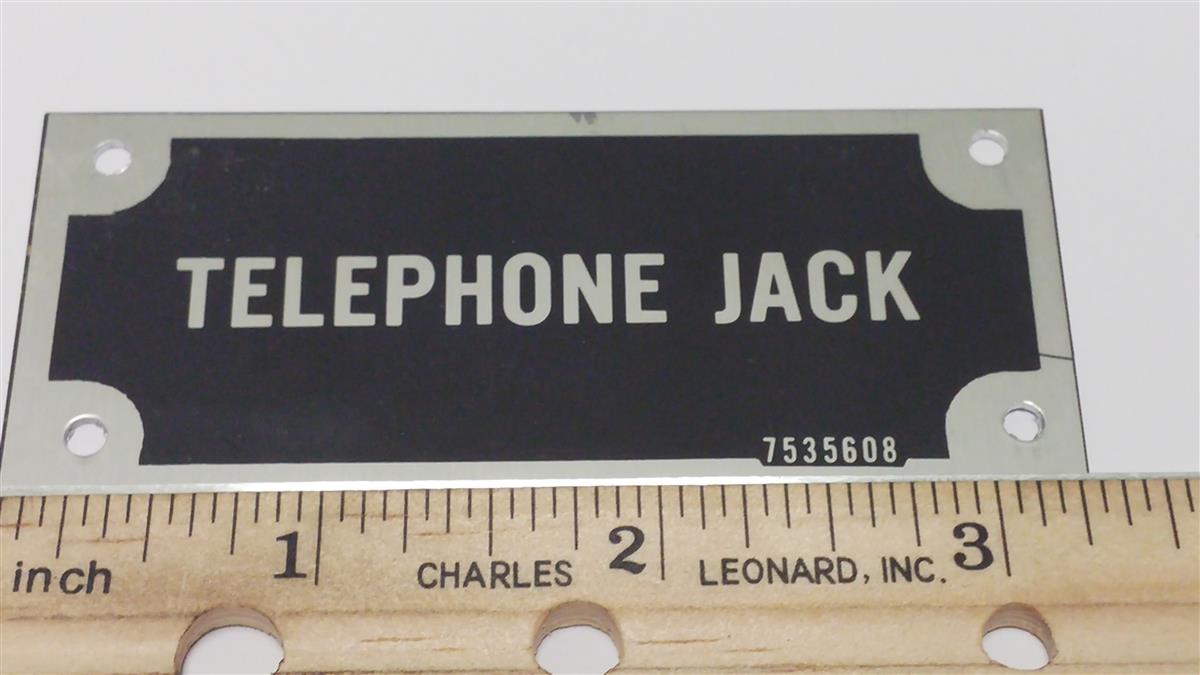 TELEPHONE JACK
7535608
1 2 3
inch CHARLES LEONARD, INC.